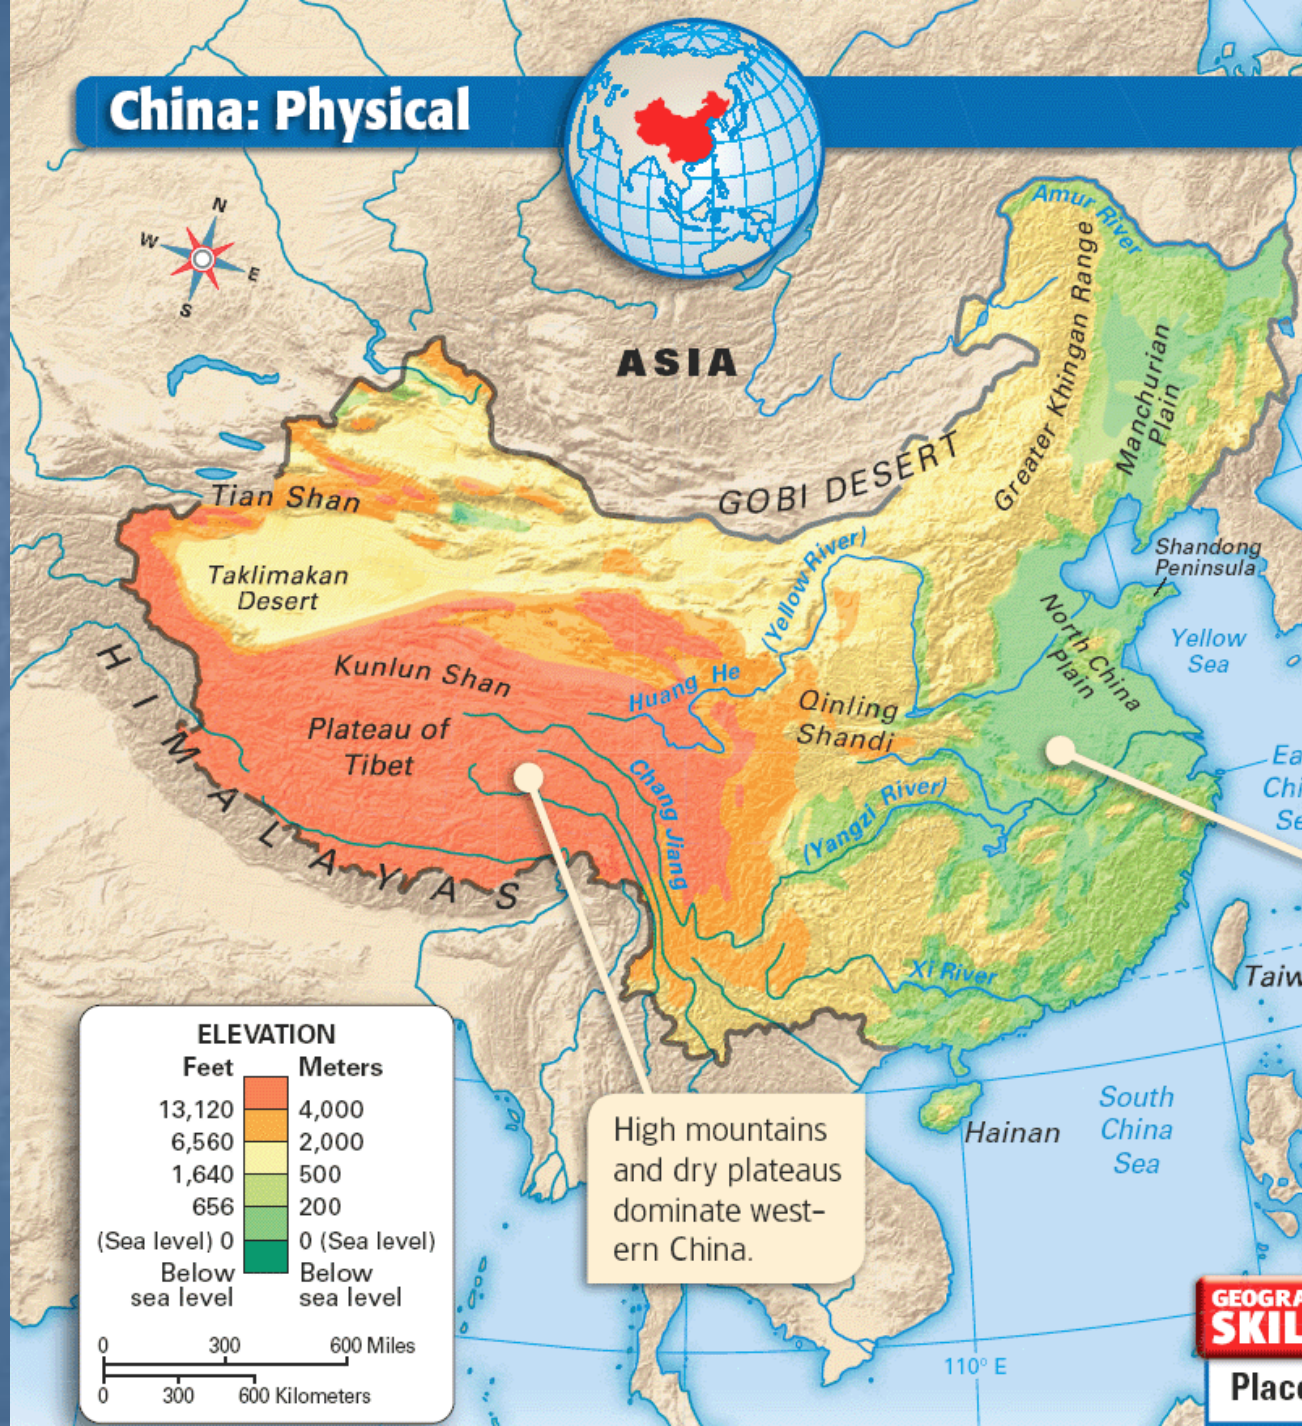 China: Physical
N
W
E
S
ASIA
Amur River
Greater Khingan Range
Manchurian
Plain
GOBI DESERT
Tian Shan
Taklimakan
Desert
Shandong
Peninsula
(Yellow River)
North China
Plain
Yellow
Sea
Kunlun Shan
Huang He
Qinling
Shandi
Plateau of
Tibet
HIMALAYAS
Chang Jiang
(Yangzi River)
Xi River
Hainan
South
China
Sea
110° E
High mountains
and dry plateaus
dominate west-
ern China.
ELEVATION
Feet Meters
13,120 4,000
6,560 2,000
1,640 500
656 200
(Sea level) 0 0 (Sea level)
Below Below
sea level sea level
0 300 600 Miles
0 300 600 Kilometers